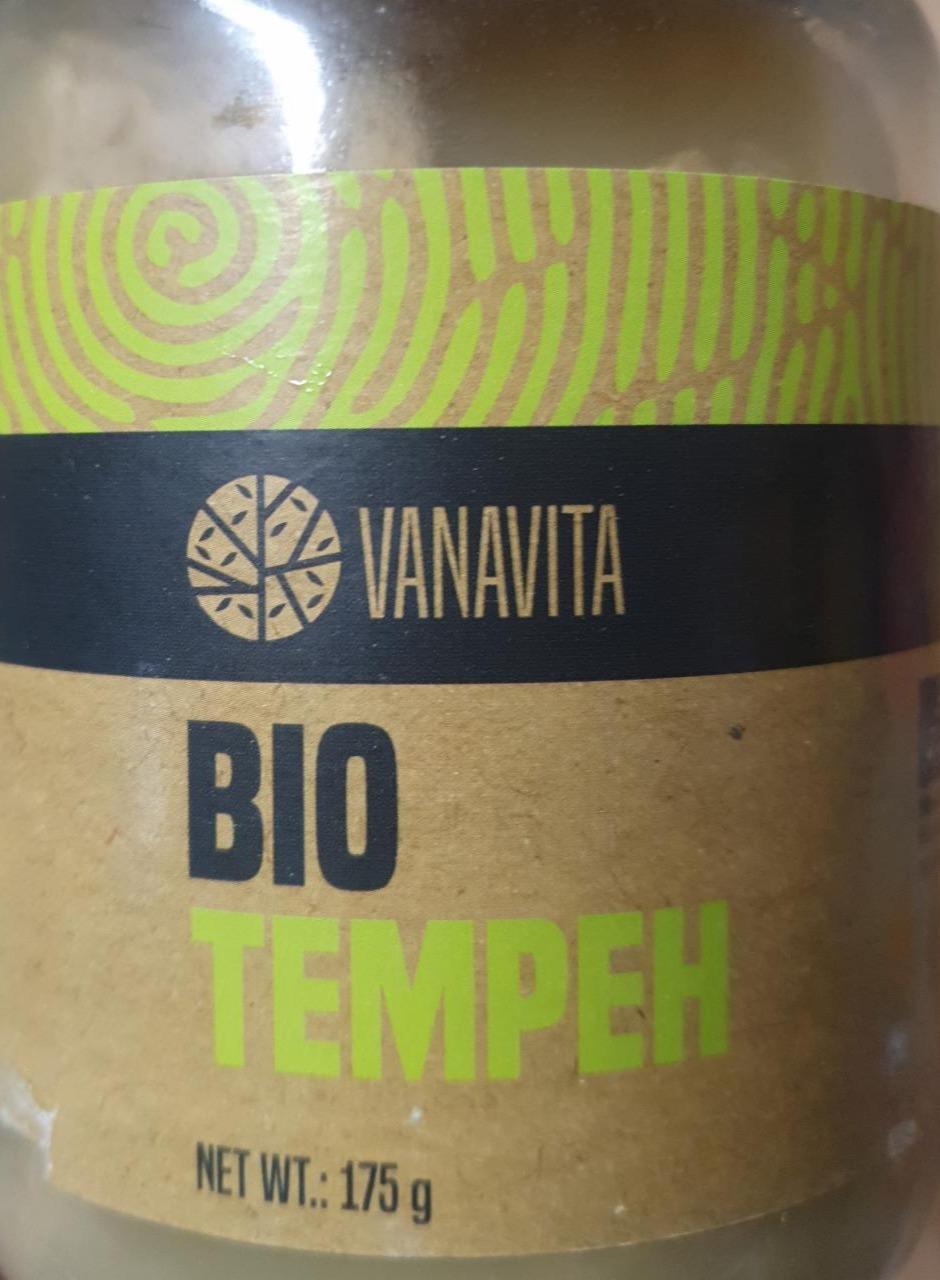 VANAVITA
BIO
TEMPEH
NET WT.: 175 g